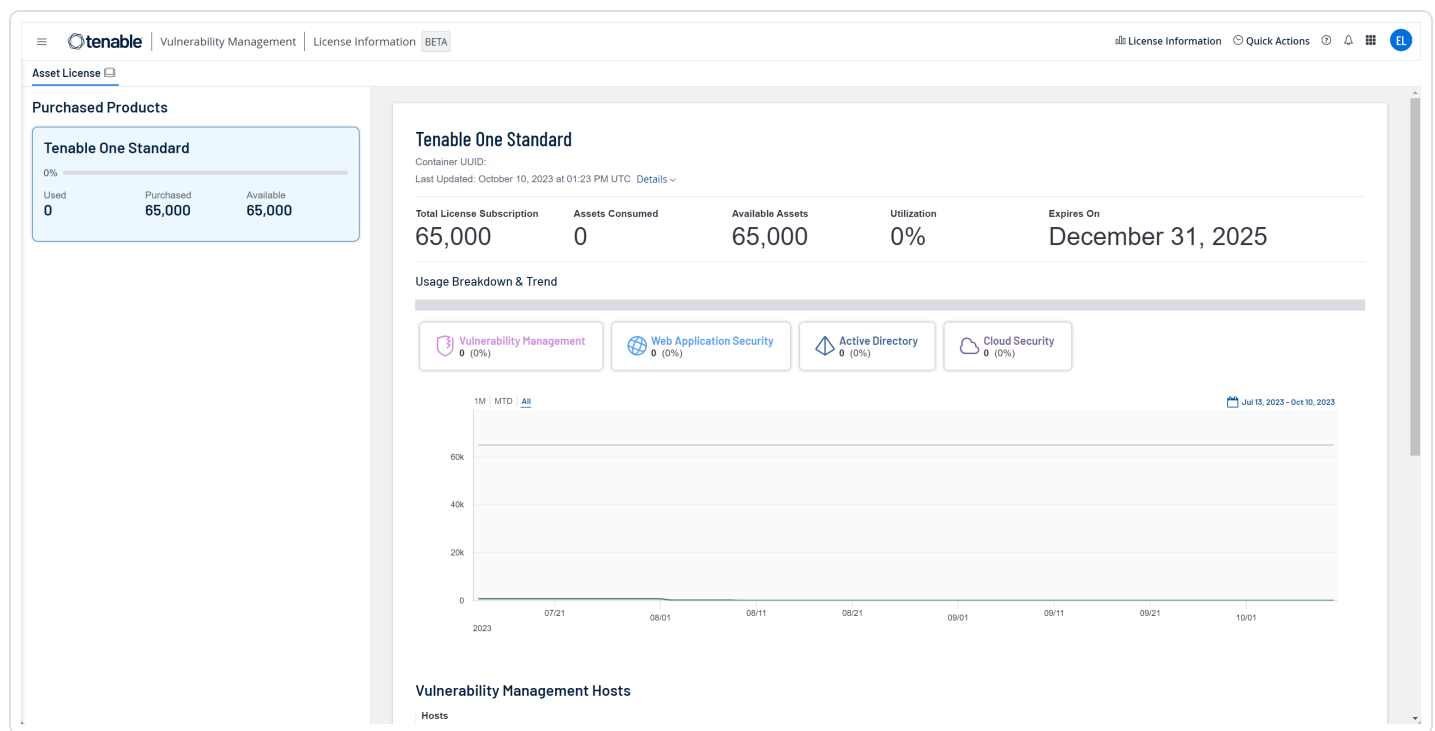 tenable Vulnerability Management License Information BETA License Information Quick Actions EL
Asset License
Purchased Products
Tenable One Standard
0%
Used Purchased Available
0 65,000 65,000
Tenable One Standard
Container UUID:
Last Updated: October 10, 2023 at 01:23 PM UTC Details
Total License Subscription Assets Consumed Available Assets Utilization Expires On
65,000 0 65,000 0% December 31, 2025
Usage Breakdown & Trend
Vulnerability Management
0 (0%)
Web Application Security
0 (0%)
Active Directory
0 (0%)
Cloud Security
0 (0%)
1M MTD All Jul 13, 2023 - Oct 10, 2023
60k
40k
20k
0
07/21 08/01 08/11 08/21 09/01 09/11 09/21 10/01
2023
Vulnerability Management Hosts
Hosts